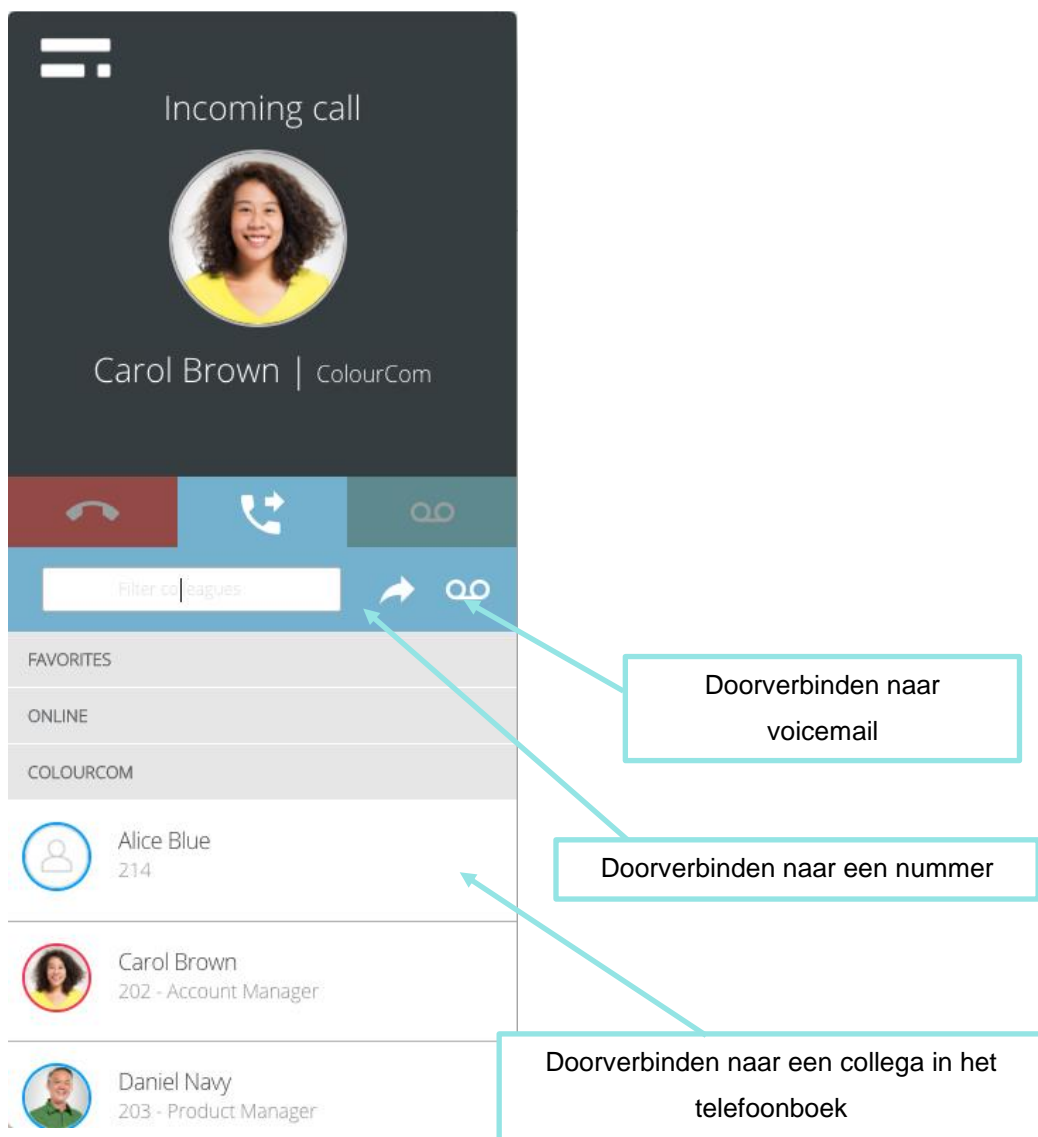 Incoming call
Carol Brown | ColourCom
Filter colleagues
FAVORITES
ONLINE
COLOURCOM
Alice Blue
214
Carol Brown
202 - Account Manager
Daniel Navy
203 - Product Manager
Doorverbinden naar
voicemail
Doorverbinden naar een nummer
Doorverbinden naar een collega in het
telefoonboek